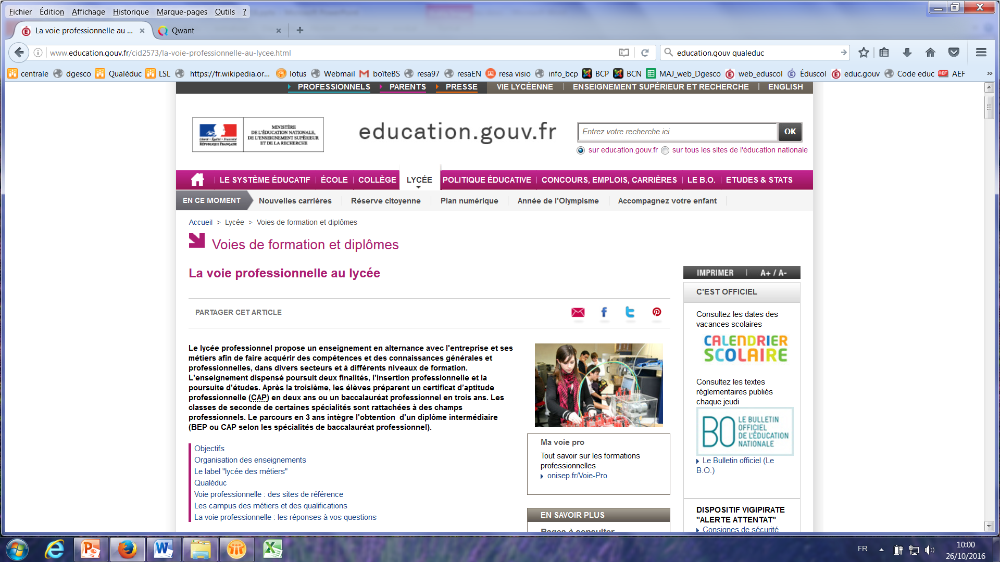 Fichier Édition Affichage Historique Marque-pages Outils ?
La voie professionnelle au ... × Qwant × +
www.education.gouv.fr/cid2573/la-voie-professionnelle-au-lycee.html education.gouv qualeduc
centrale dgesco Qualéduc LSL https://fr.wikipedia.or... lotus Webmail boîteBS resa97 resaEN resa visio info_bcp BCP BCN MAJ_web_Dgesco web_eduscol Éduscol educ.gouv Code educ AEF AEF »
PROFESSIONNELS PARENTS PRESSE VIE LYCÉENNE | ENSEIGNEMENT SUPÉRIEUR ET RECHERCHE | ENGLISH
Liberté • Égalité • Fraternité
RÉPUBLIQUE FRANÇAISE
MINISTÈRE
DE L'ÉDUCATION NATIONALE,
DE L'ENSEIGNEMENT SUPÉRIEUR
ET DE LA RECHERCHE
education.gouv.fr
Entrez votre recherche ici OK
sur education.gouv.fr sur tous les sites de l'éducation nationale
LE SYSTÈME ÉDUCATIF | ÉCOLE | COLLÈGE LYCÉE POLITIQUE ÉDUCATIVE | CONCOURS, EMPLOIS, CARRIÈRES | LE B.O. | ETUDES & STATS
EN CE MOMENT Nouvelles carrières Réserve citoyenne Plan numérique Année de l'Olympisme Accompagnez votre enfant
Accueil > Lycée > Voies de formation et diplômes
Voies de formation et diplômes
La voie professionnelle au lycée
PARTAGER CET ARTICLE
Le lycée professionnel propose un enseignement en alternance avec l'entreprise et ses
métiers afin de faire acquérir des compétences et des connaissances générales et
professionnelles, dans divers secteurs et à différents niveaux de formation.
L'enseignement dispensé poursuit deux finalités, l'insertion professionnelle et la
poursuite d'études. Après la troisième, les élèves préparent un certificat d’aptitude
professionnelle (CAP) en deux ans ou un baccalauréat professionnel en trois ans. Les
classes de seconde de certaines spécialités sont rattachées à des champs
professionnels. Le parcours en 3 ans intègre l'obtention d'un diplôme intermédiaire
(BEP ou CAP selon les spécialités de baccalauréat professionnel).
Objectifs
Organisation des enseignements
Le label "lycée des métiers"
Qualéduc
Voie professionnelle : des sites de référence
Les campus des métiers et des qualifications
La voie professionnelle : les réponses à vos questions
Ma voie pro
Tout savoir sur les formations
professionnelles
onisep.fr/Voie-Pro
EN SAVOIR PLUS
Pages à consulter
IMPRIMER | A+ / A-
C'EST OFFICIEL
Consultez les dates des
vacances scolaires
CALENDRIER
SCOLAIRE
Consultez les textes
réglementaires publiés
chaque jeudi
BO LE BULLETIN
OFFICIEL
DE L'ÉDUCATION
NATIONALE
Le Bulletin officiel (Le
B.O.)
DISPOSITIF VIGIPIRATE
"ALERTE ATTENTAT"
Consignes de sécurité
FR 10:00
26/10/2016